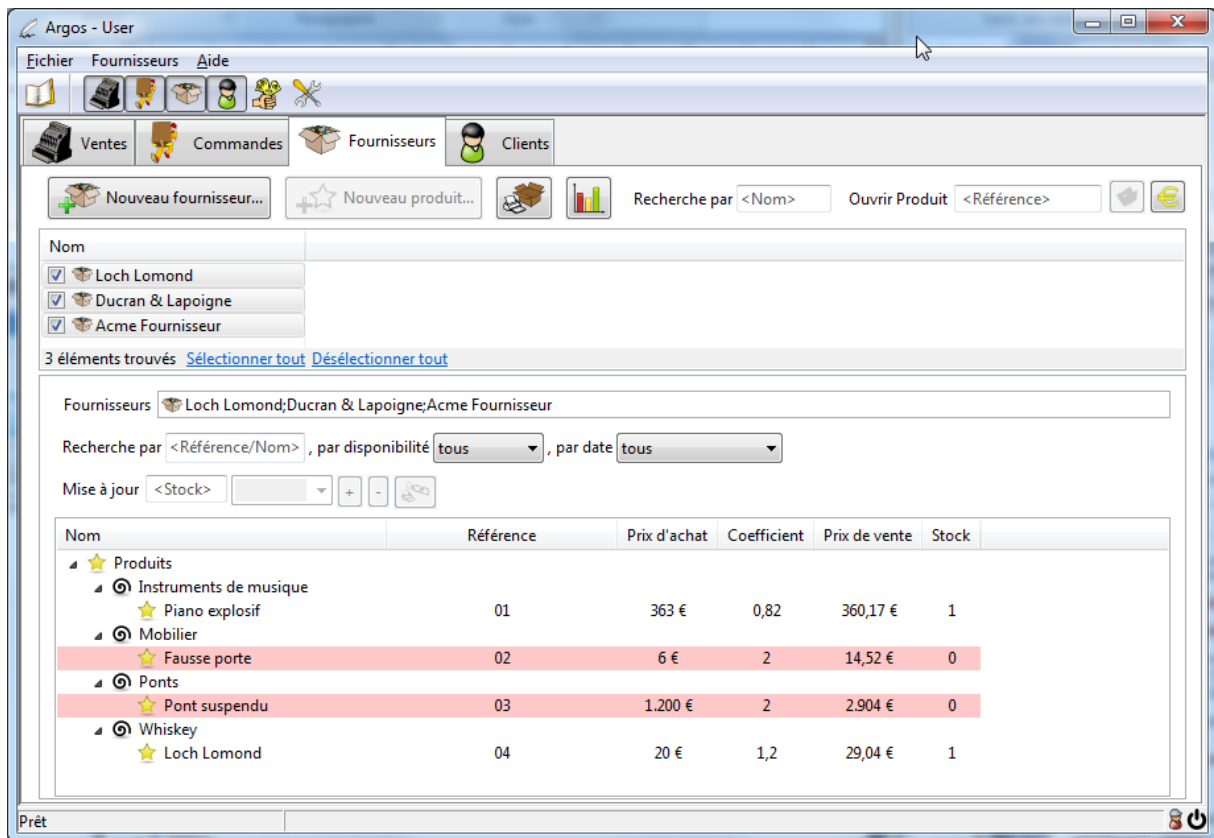 Argos - User
Fichier Fournisseurs Aide
Ventes Commandes Fournisseurs Clients
Nouveau fournisseur... Nouveau produit... Recherche par <Nom> Ouvrir Produit <Référence>
Nom
Loch Lomond
Ducran & Lapoigne
Acme Fournisseur
3 éléments trouvés Sélectionner tout Désélectionner tout
Fournisseurs Loch Lomond;Ducran & Lapoigne;Acme Fournisseur
Recherche par <Référence/Nom> , par disponibilité tous , par date tous
Mise à jour <Stock> + -
Nom Référence Prix d'achat Coefficient Prix de vente Stock
Produits
Instruments de musique
Piano explosif 01 363 € 0,82 360,17 € 1
Mobilier
Fausse porte 02 6 € 2 14,52 € 0
Ponts
Pont suspendu 03 1.200 € 2 2.904 € 0
Whiskey
Loch Lomond 04 20 € 1,2 29,04 € 1
Prêt